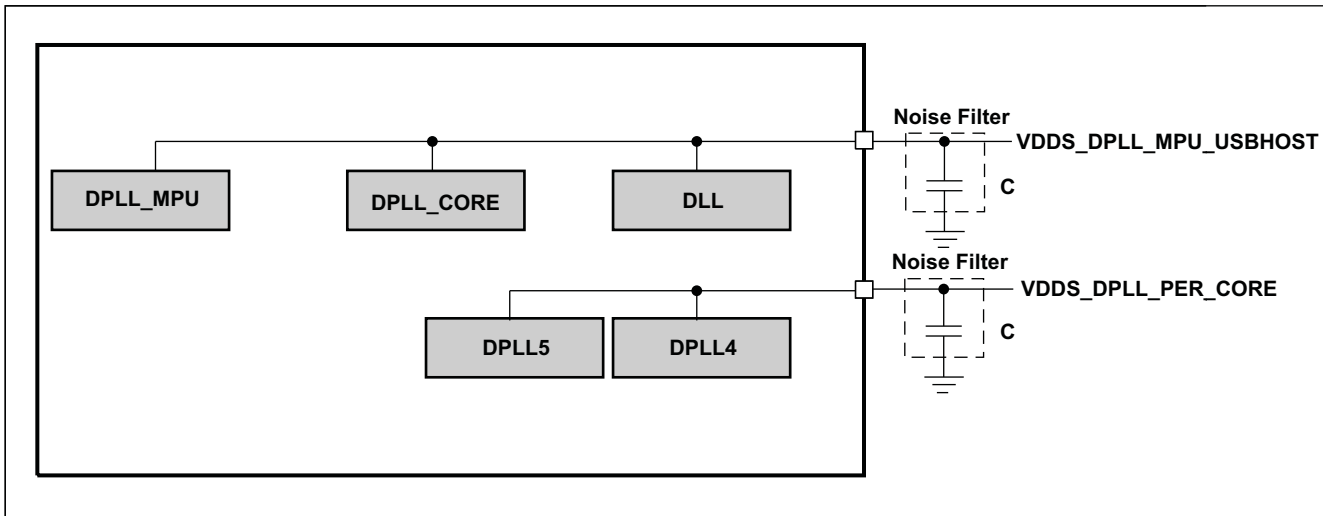 Noise Filter
VDDS_DPLL_MPU_USBHOST
DPLL_MPU
DPLL_CORE
DLL
C
Noise Filter
VDDS_DPLL_PER_CORE
DPLL5
DPLL4
C